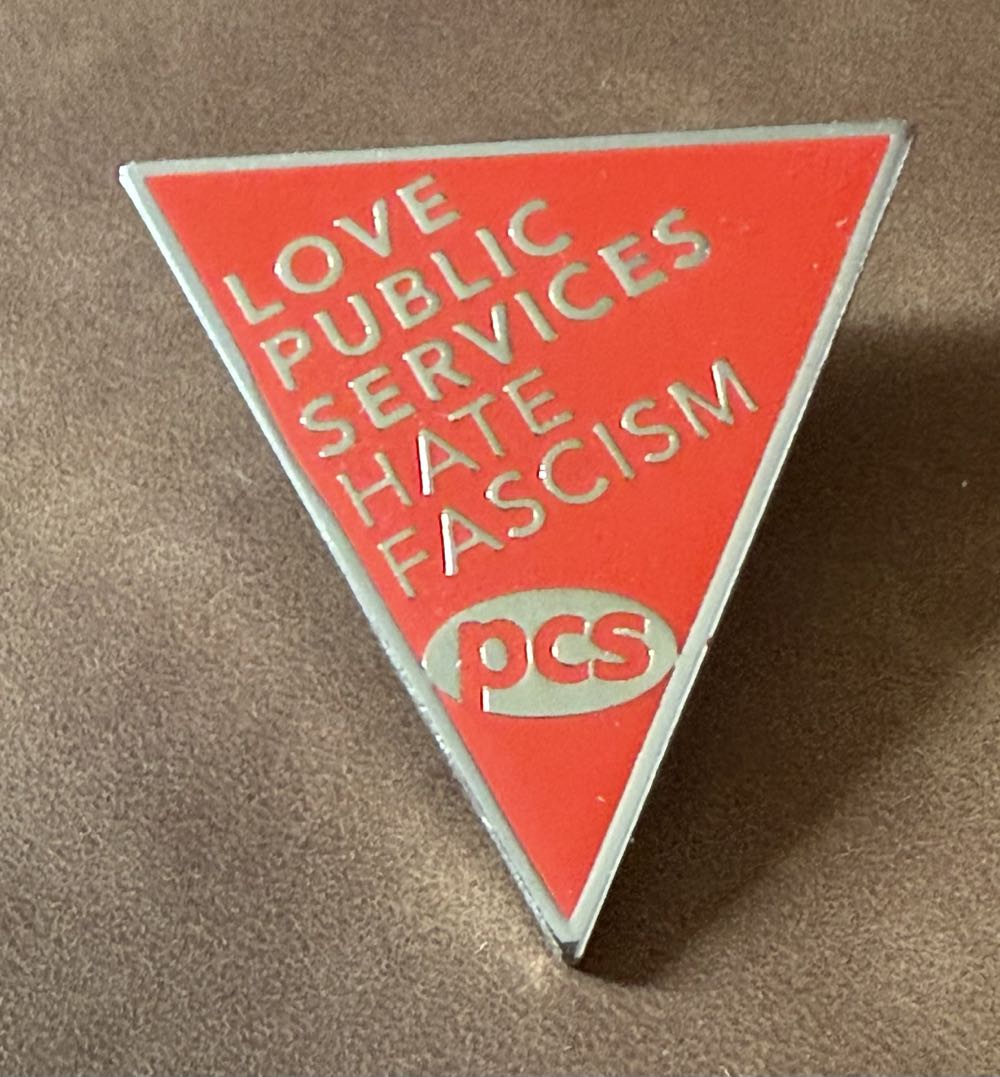 LOVE
PUBLIC
SERVICES
HATE
FASCISM
pcs